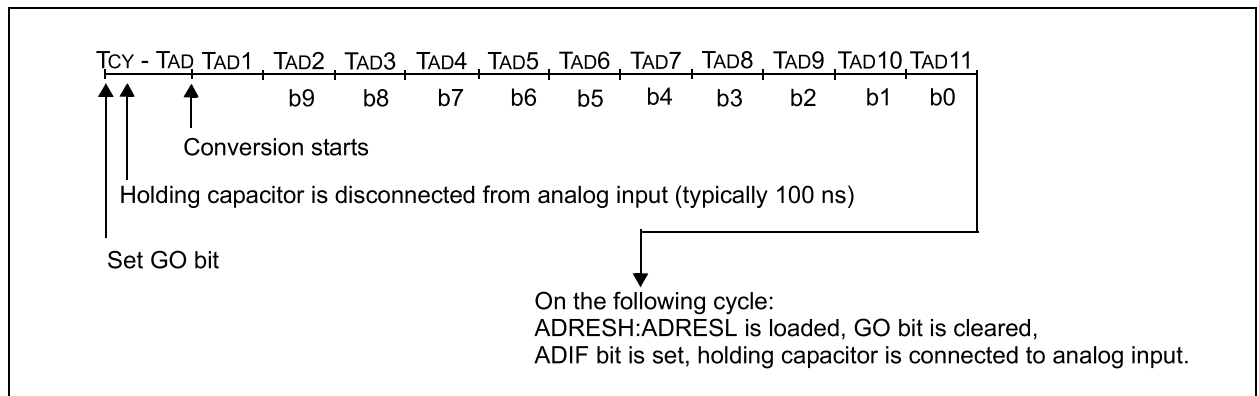 TCY - TAD TAD1 TAD2 TAD3 TAD4 TAD5 TAD6 TAD7 TAD8 TAD9 TAD10 TAD11
b9 b8 b7 b6 b5 b4 b3 b2 b1 b0
Conversion starts
Holding capacitor is disconnected from analog input (typically 100 ns)
Set GO bit
On the following cycle:
ADRESH:ADRESL is loaded, GO bit is cleared,
ADIF bit is set, holding capacitor is connected to analog input.